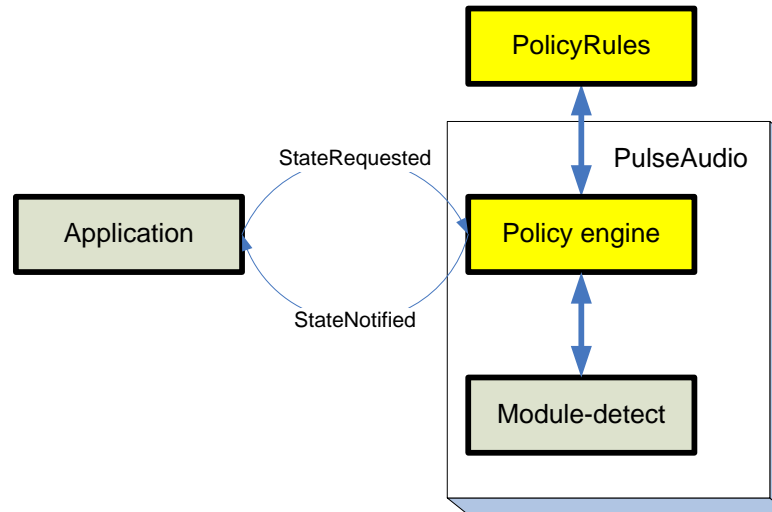 PolicyRules
StateRequested
PulseAudio
Application
Policy engine
StateNotified
Module-detect